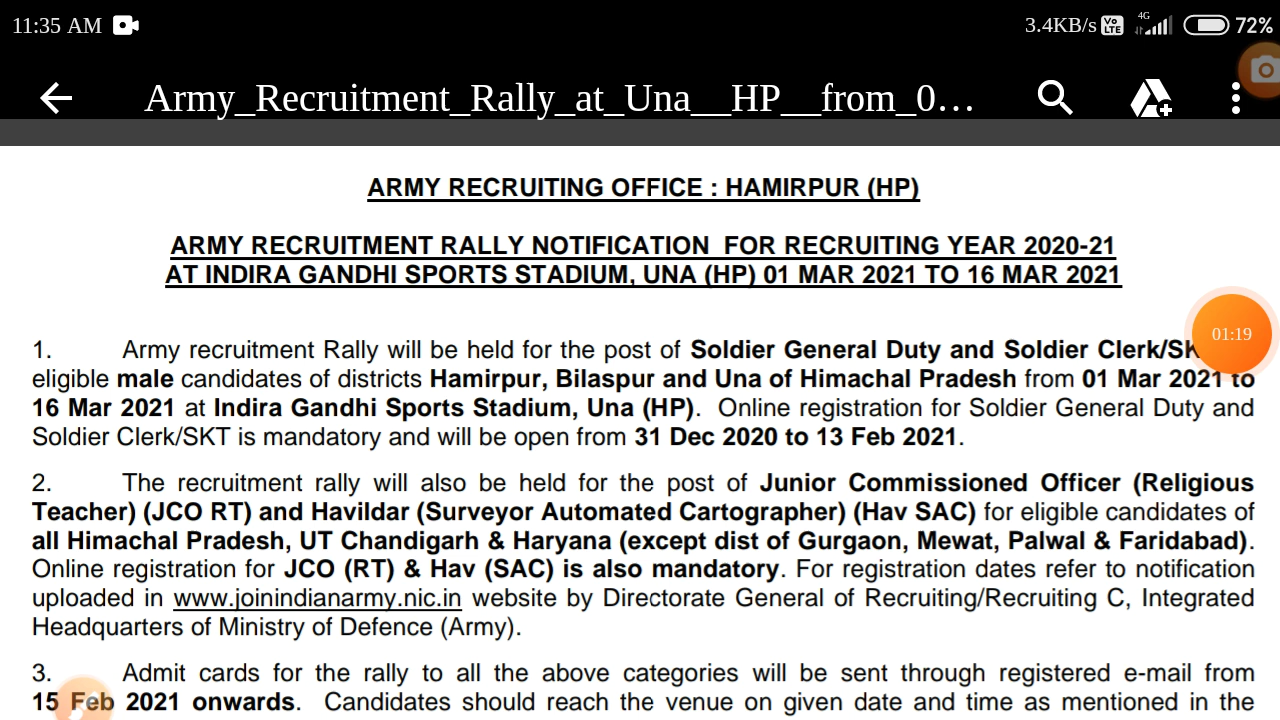 11:35 AM 3.4KB/s Vo LTE 4G 72%
Army_Recruitment_Rally_at_Una__HP__from_0…
ARMY RECRUITING OFFICE : HAMIRPUR (HP)
ARMY RECRUITMENT RALLY NOTIFICATION FOR RECRUITING YEAR 2020-21
AT INDIRA GANDHI SPORTS STADIUM, UNA (HP) 01 MAR 2021 TO 16 MAR 2021
01:19
1. Army recruitment Rally will be held for the post of Soldier General Duty and Soldier
eligible male candidates of districts Hamirpur, Bilaspur and Una of Himachal Pradesh from 01 Mar 2021 to
16 Mar 2021 at Indira Gandhi Sports Stadium, Una (HP). Online registration for Soldier General Duty and
Soldier Clerk/SKT is mandatory and will be open from 31 Dec 2020 to 13 Feb 2021.
2. The recruitment rally will also be held for the post of Junior Commissioned Officer (Religious
Teacher) (JCO RT) and Havildar (Surveyor Automated Cartographer) (Hav SAC) for eligible candidates of
all Himachal Pradesh, UT Chandigarh & Haryana (except dist of Gurgaon, Mewat, Palwal & Faridabad).
Online registration for JCO (RT) & Hav (SAC) is also mandatory. For registration dates refer to notification
uploaded in www.joinindianarmy.nic.in website by Directorate General of Recruiting/Recruiting C, Integrated
Headquarters of Ministry of Defence (Army).
3. Admit cards for the rally to all the above categories will be sent through registered e-mail from
15 Feb 2021 onwards. Candidates should reach the venue on given date and time as mentioned in the